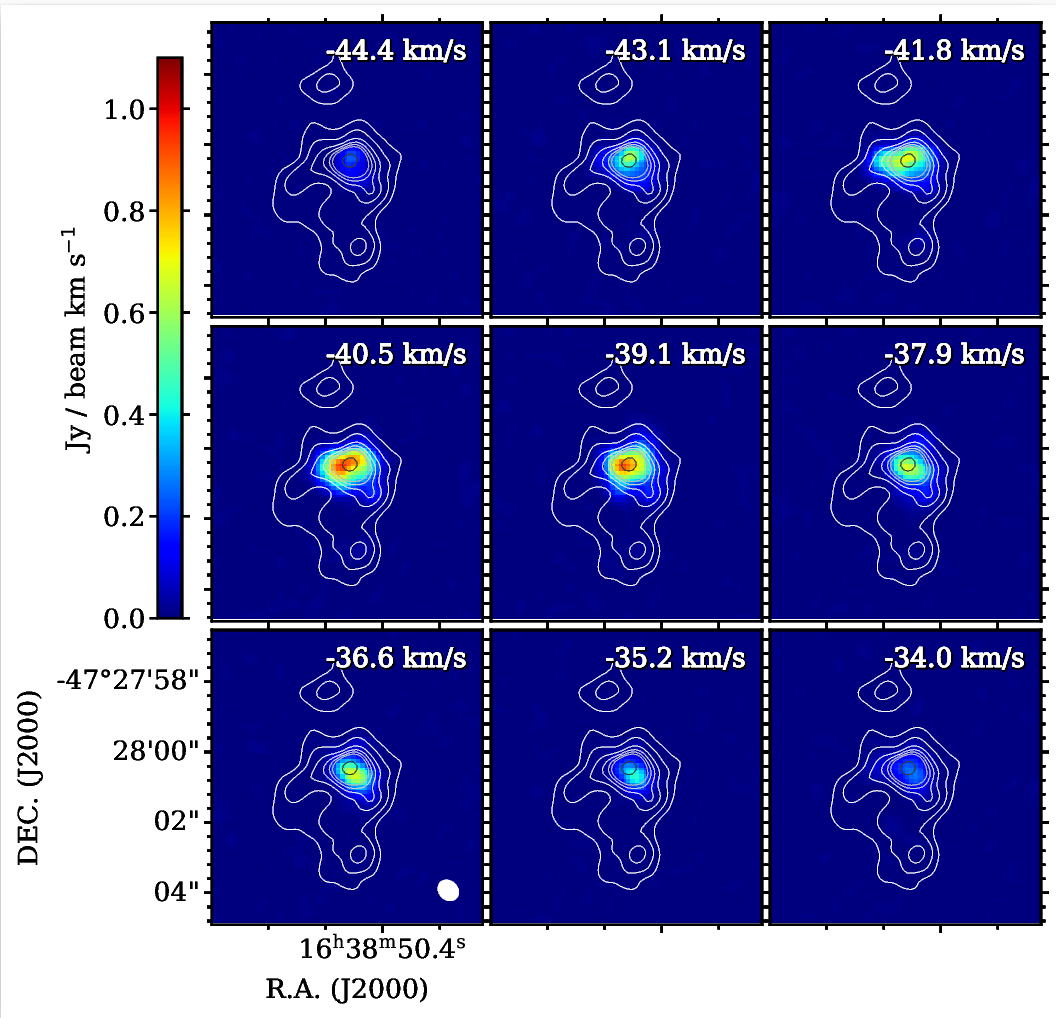 -44.4 km/s
-43.1 km/s
-41.8 km/s
1.0
0.8
0.6
0.4
0.2
0.0
Jy / beam km s⁻¹
-40.5 km/s
-39.1 km/s
-37.9 km/s
-36.6 km/s
-35.2 km/s
-34.0 km/s
-47°27'58"
28'00"
02"
04"
DEC. (J2000)
16ʰ38ᵐ50.4ˢ
R.A. (J2000)